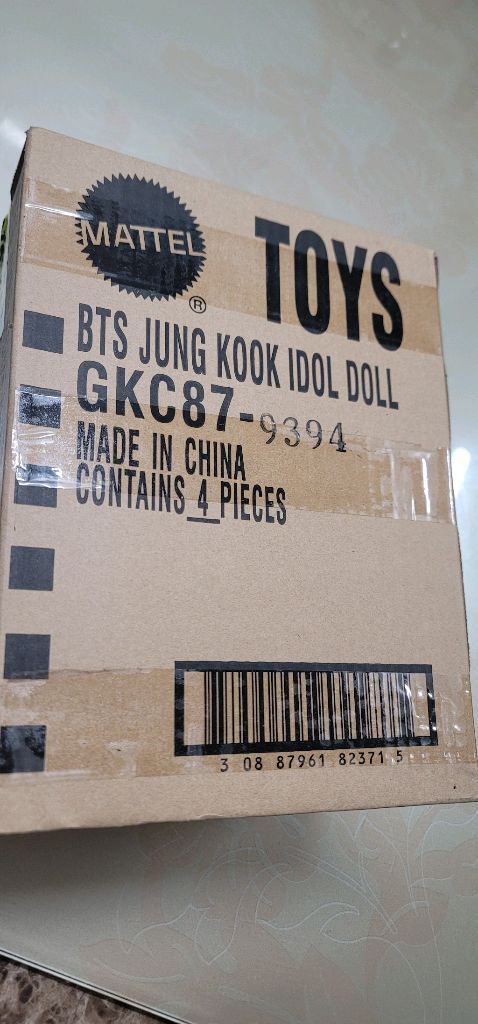 MATTEL
®
TOYS
BTS JUNG KOOK IDOL DOLL
GKC87-9394
MADE IN CHINA
CONTAINS 4 PIECES
3 08 87961 82371 5